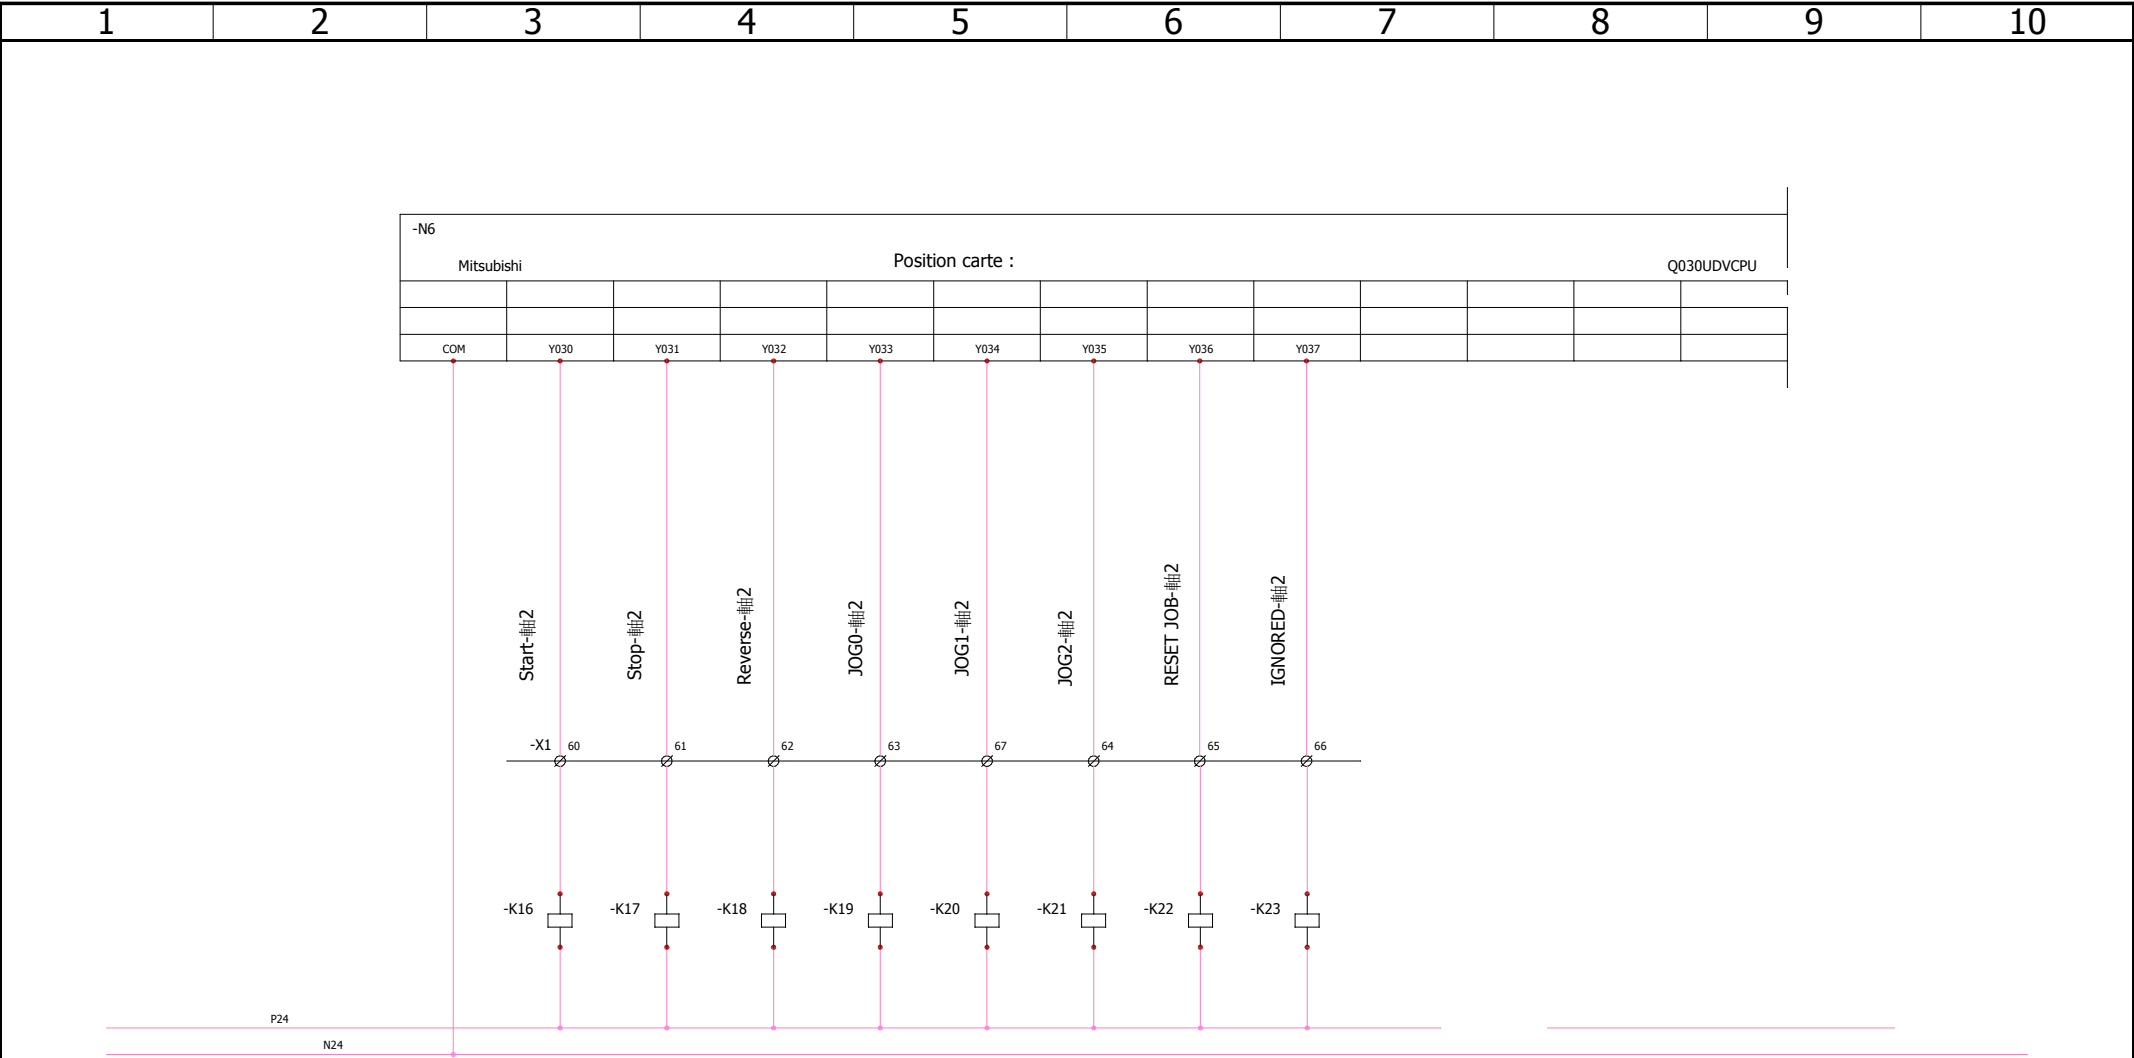 1 2 3 4 5 6 7 8 9 10
-N6
Mitsubishi Position carte : Q030UDVCPU
COM Y030 Y031 Y032 Y033 Y034 Y035 Y036 Y037
Start-軸2
Stop-軸2
Reverse-軸2
JOG0-軸2
JOG1-軸2
JOG2-軸2
RESET JOB-軸2
IGNORED-軸2
-X1 60 61 62 63 67 64 65 66
-K16 -K17 -K18 -K19 -K20 -K21 -K22 -K23
P24
N24